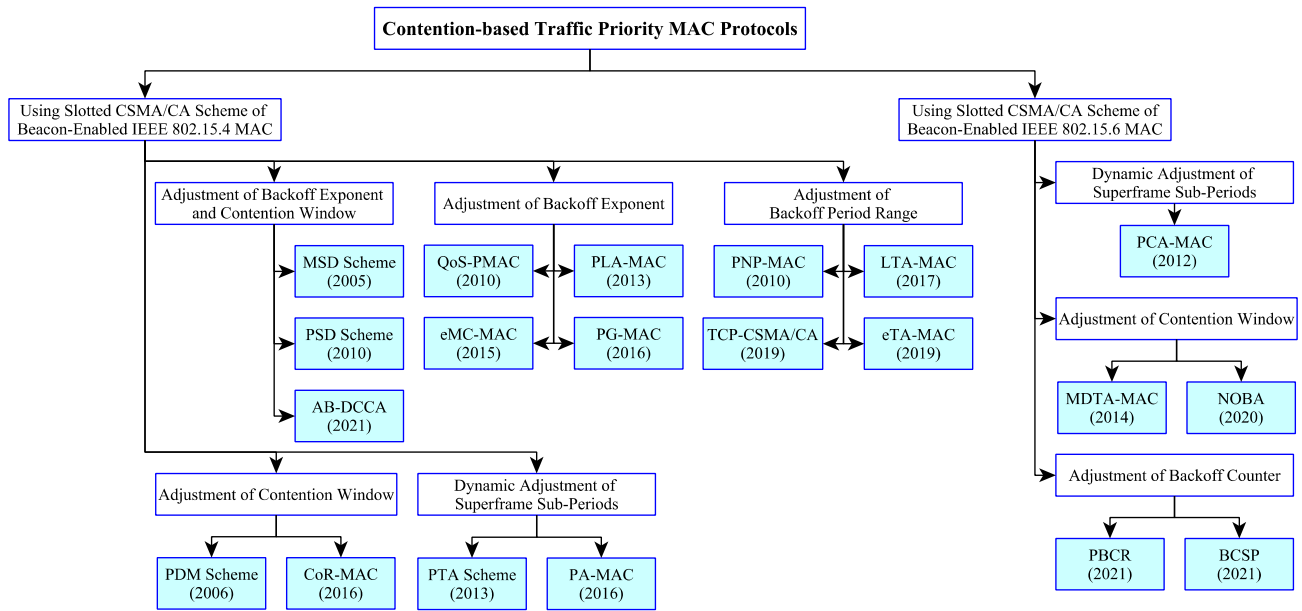 Contention-based Traffic Priority MAC Protocols
Using Slotted CSMA/CA Scheme of
Beacon-Enabled IEEE 802.15.4 MAC
Using Slotted CSMA/CA Scheme of
Beacon-Enabled IEEE 802.15.6 MAC
Adjustment of Backoff Exponent
and Contention Window
MSD Scheme
(2005)
PSD Scheme
(2010)
AB-DCCA
(2021)
Adjustment of Backoff Exponent
QoS-PMAC
(2010)
PLA-MAC
(2013)
eMC-MAC
(2015)
PG-MAC
(2016)
Adjustment of
Backoff Period Range
PNP-MAC
(2010)
LTA-MAC
(2017)
TCP-CSMA/CA
(2019)
eTA-MAC
(2019)
Adjustment of Contention Window
PDM Scheme
(2006)
CoR-MAC
(2016)
Dynamic Adjustment of
Superframe Sub-Periods
PTA Scheme
(2013)
PA-MAC
(2016)
Dynamic Adjustment of
Superframe Sub-Periods
PCA-MAC
(2012)
Adjustment of Contention Window
MDTA-MAC
(2014)
NOBA
(2020)
Adjustment of Backoff Counter
PBCR
(2021)
BCSP
(2021)